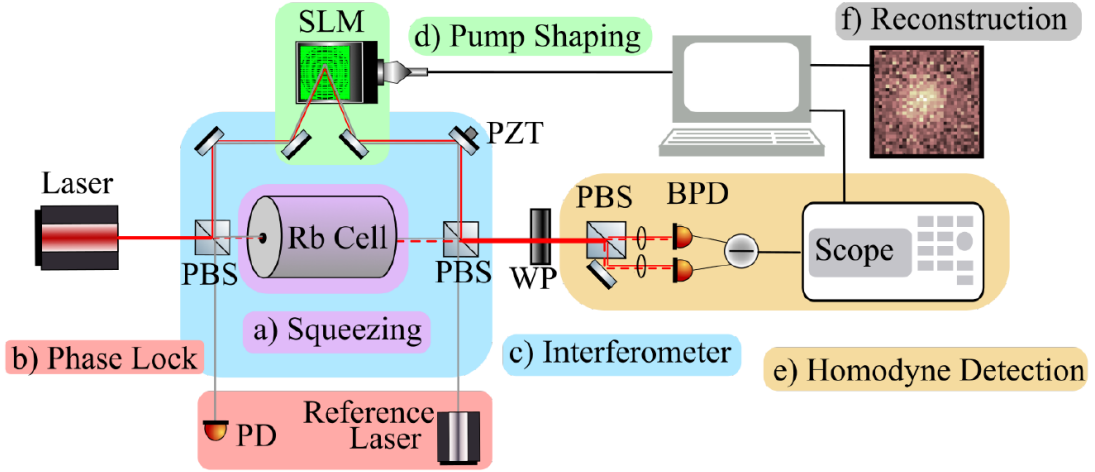 SLM
d) Pump Shaping
f) Reconstruction
PZT
Laser
PBS
BPD
Rb Cell
Scope
PBS
PBS
WP
a) Squeezing
b) Phase Lock
c) Interferometer
e) Homodyne Detection
PD
Reference
Laser